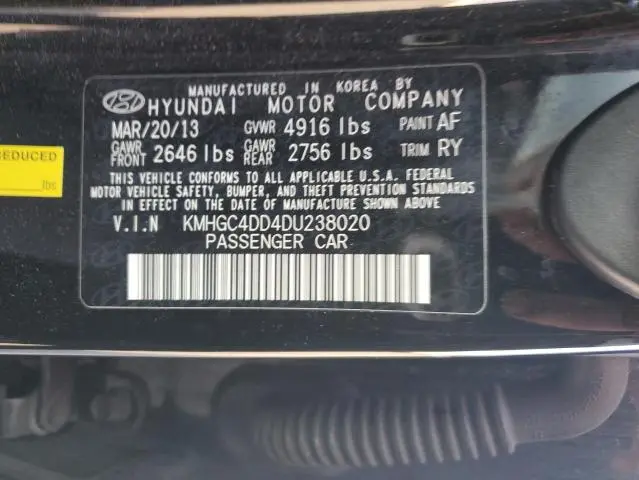 MANUFACTURED IN KOREA BY
HYUNDAI MOTOR COMPANY
MAR/20/13 GVWR 4916 lbs PAINT AF
GAWR FRONT 2646 lbs GAWR REAR 2756 lbs TRIM RY
THIS VEHICLE CONFORMS TO ALL APPLICABLE U.S.A. FEDERAL
MOTOR VEHICLE SAFETY, BUMPER, AND THEFT PREVENTION STANDARDS
IN EFFECT ON THE DATE OF MANUFACTURE SHOWN ABOVE
V.I.N KMHGC4DD4DU238020
PASSENGER CAR
lbs